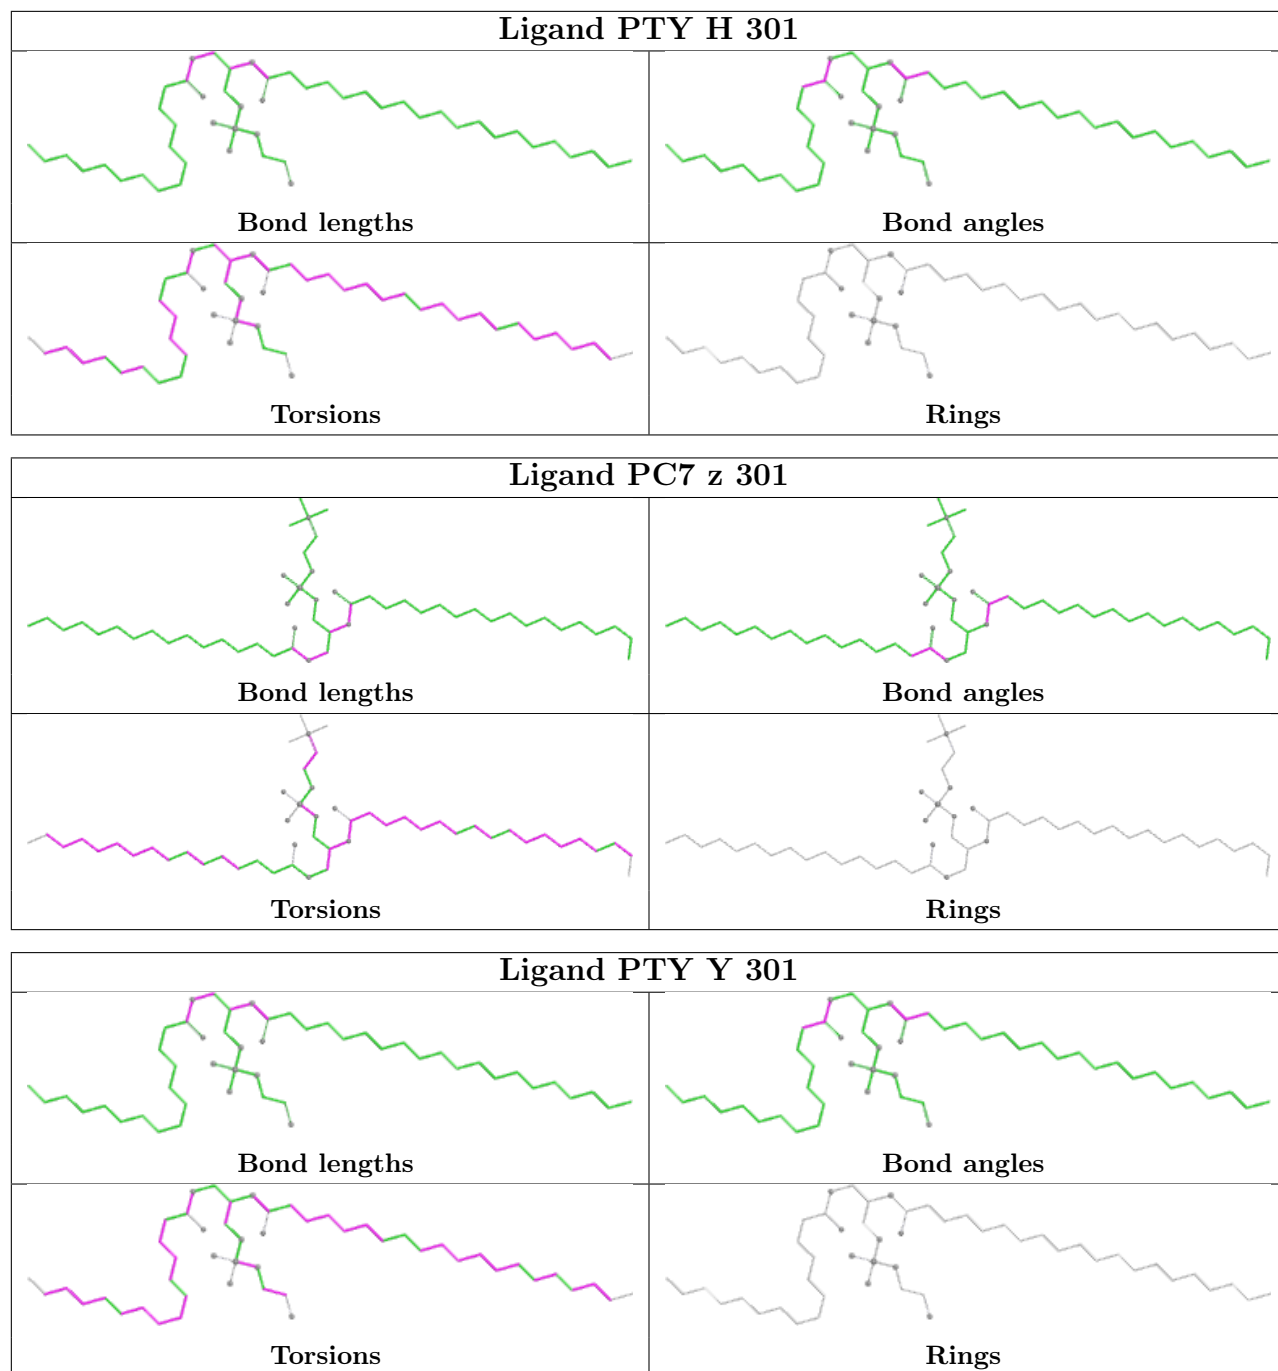 Ligand PTY H 301
Bond lengths
Bond angles
Torsions
Rings
Ligand PC7 z 301
Bond lengths
Bond angles
Torsions
Rings
Ligand PTY Y 301
Bond lengths
Bond angles
Torsions
Rings